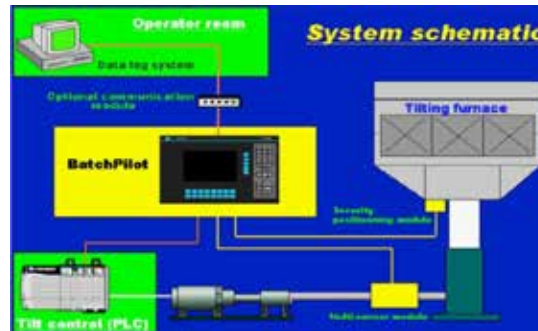 Operator room
System schematic
Data log system
Optional communication
module
Tilting furnace
BatchPilot
Security
positioning module
Tilt control (PLC)
Multi-sensor module